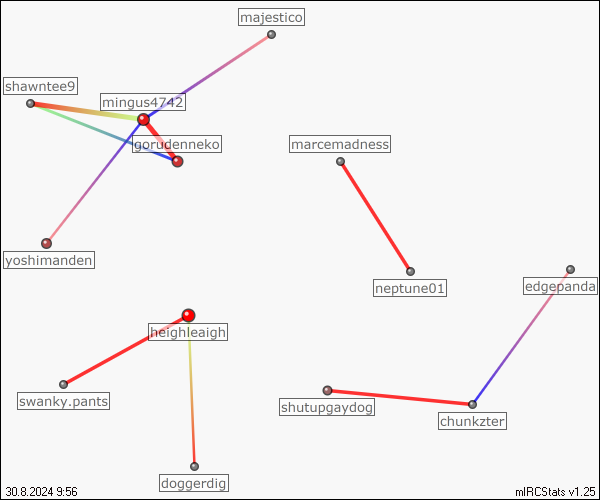 majestico
shawntee9
mingus4742
gorudenneko
marcemadness
yoshimanden
edgepanda
neptune01
heighleaigh
swanky.pants
shutupgaydog
chunkzter
doggerdig
30.8.2024 9:56
mIRCStats v1.25